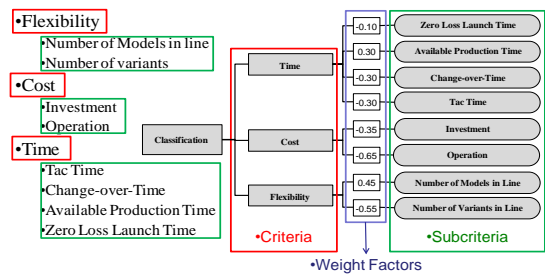 •Flexibility
•Number of Models in line
•Number of variants
•Cost
•Investment
•Operation
•Time
•Tac Time
•Change-over-Time
•Available Production Time
•Zero Loss Launch Time
Classification
Time
Cost
Flexibility
•Criteria
-0.10
0.30
-0.30
-0.30
-0.35
-0.65
0.45
-0.55
•Weight Factors
Zero Loss Launch Time
Available Production Time
Change-over-Time
Tac Time
Investment
Operation
Number of Models in Line
Number of Variants in Line
•Subcriteria